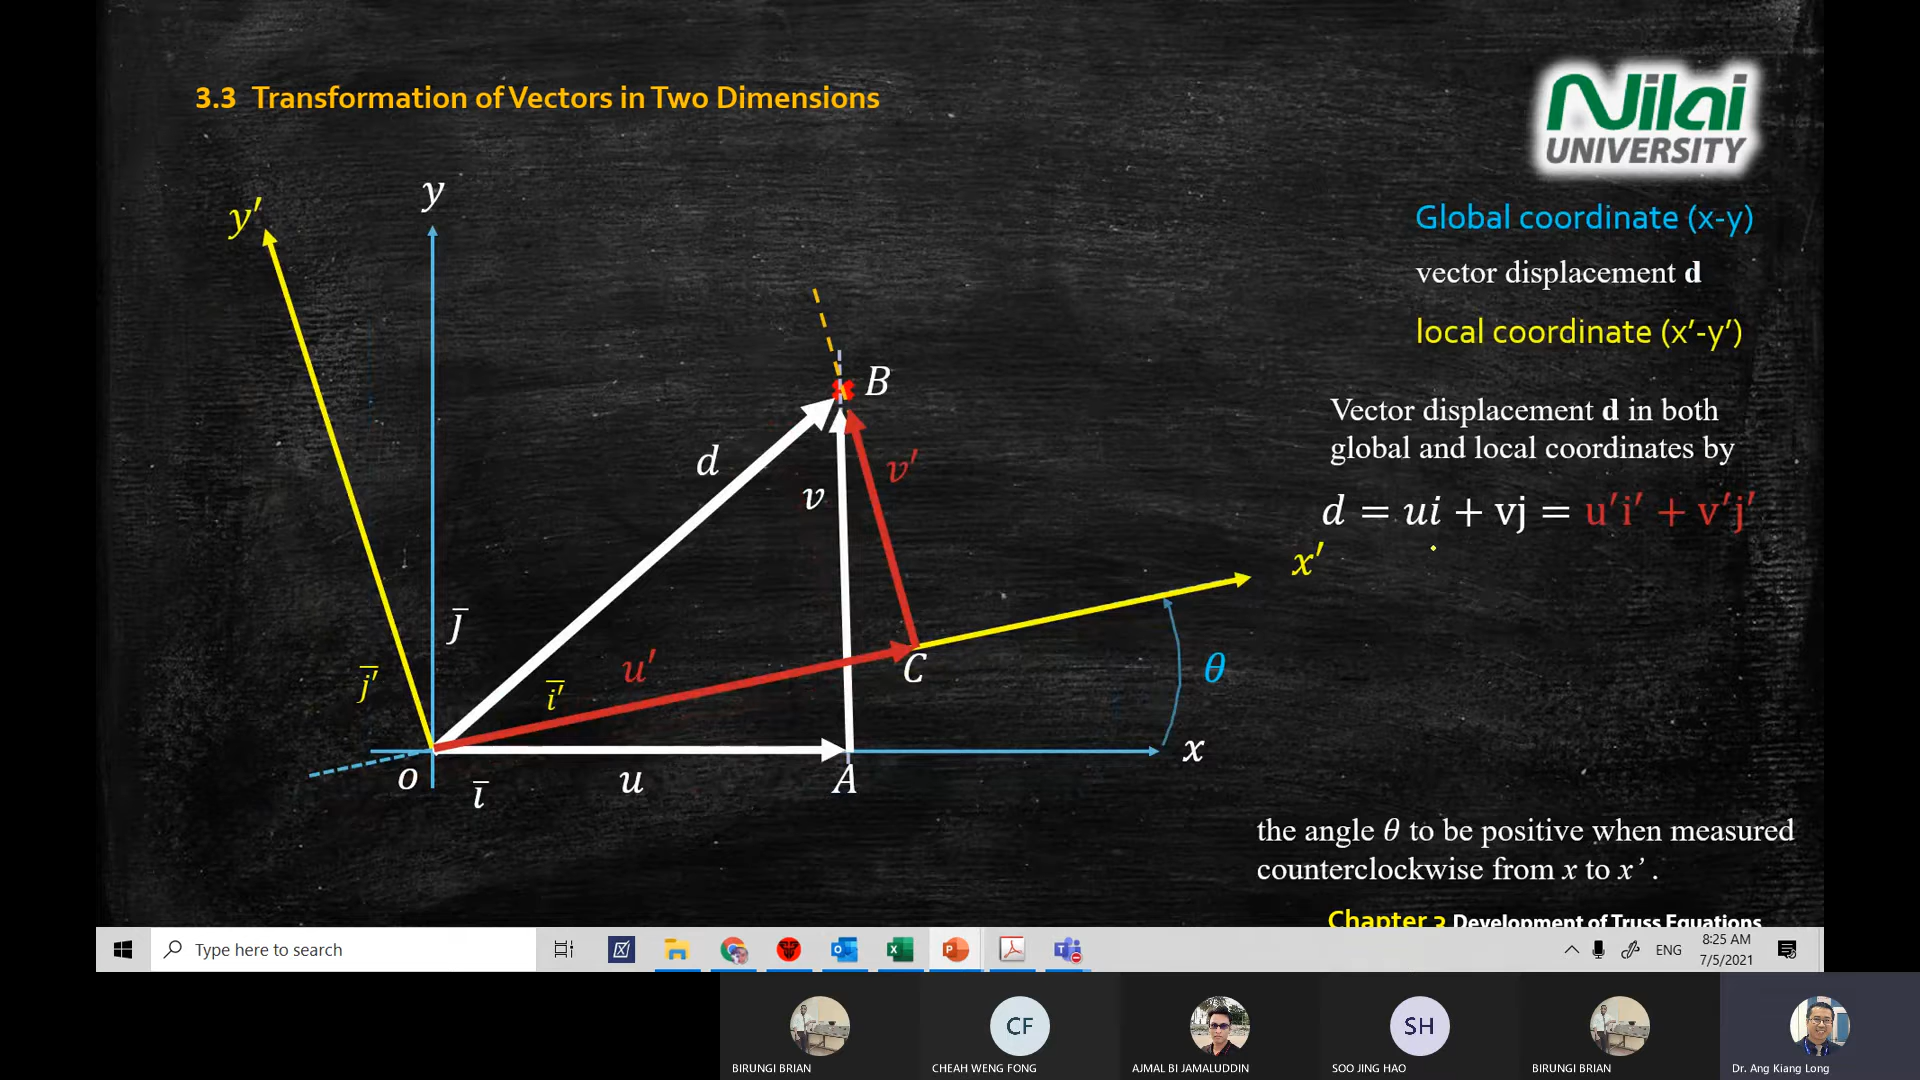 3.3 Transformation of Vectors in Two Dimensions
Nilai
UNIVERSITY
y
y′
Global coordinate (x-y)
vector displacement d
local coordinate (x′-y′)
B
Vector displacement d in both
global and local coordinates by
d
v′
v
d = ui + vj = u′i′ + v′j′
x′
j̅
j̅′
i̅′
u′
C
θ
x
o
ı̅
u
A
the angle θ to be positive when measured
counterclockwise from x to x’ .
Chapter 3 Development of Truss Equations
Type here to search
ENG
8:25 AM
7/5/2021
CF
SH
BIRUNGI BRIAN
CHEAH WENG FONG
AJMAL BI JAMALUDDIN
SOO JING HAO
BIRUNGI BRIAN
Dr. Ang Kiang Long